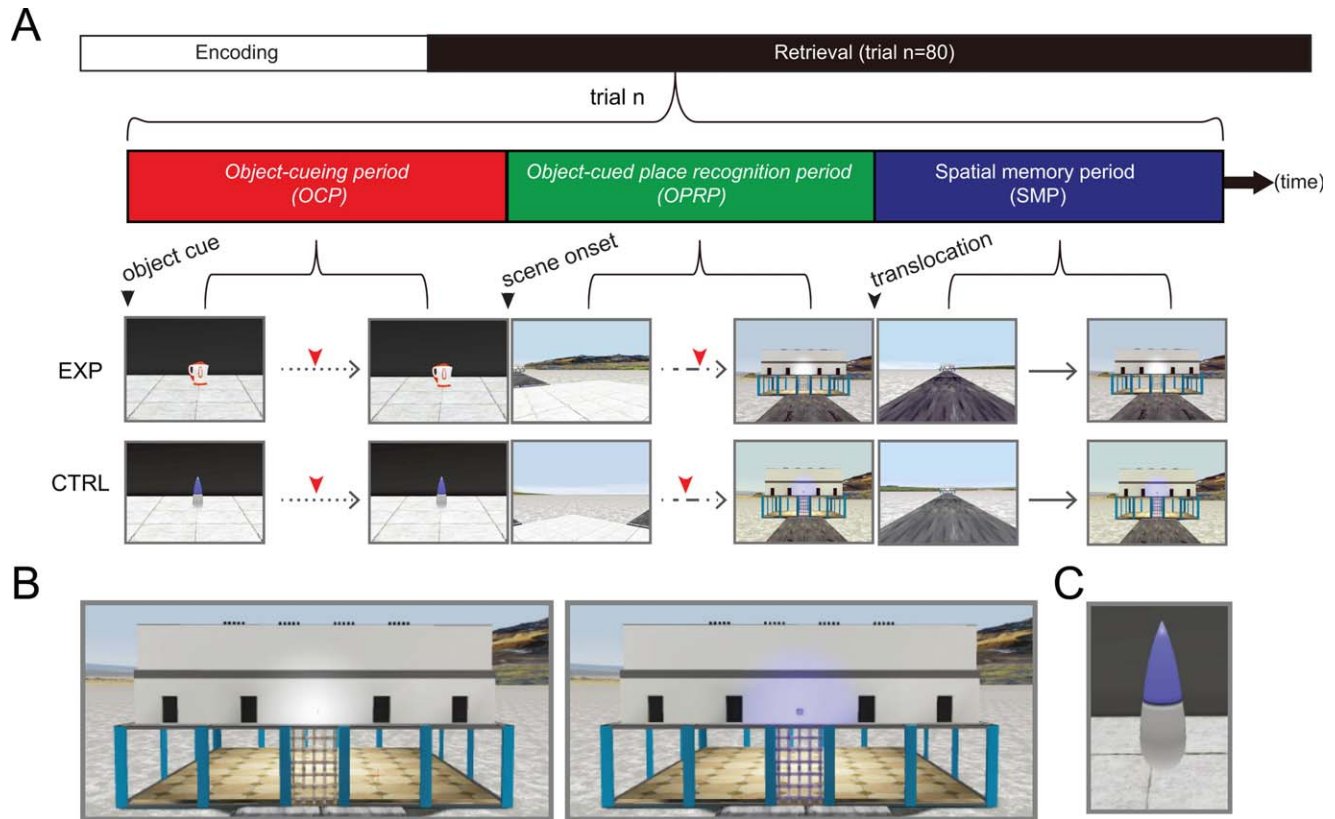 A
Encoding
Retrieval (trial n=80)
trial n
Object-cueing period
(OCP)
Object-cued place recognition period
(OPRP)
Spatial memory period
(SMP)
(time)
object cue
scene onset
translocation
EXP
CTRL
B
C